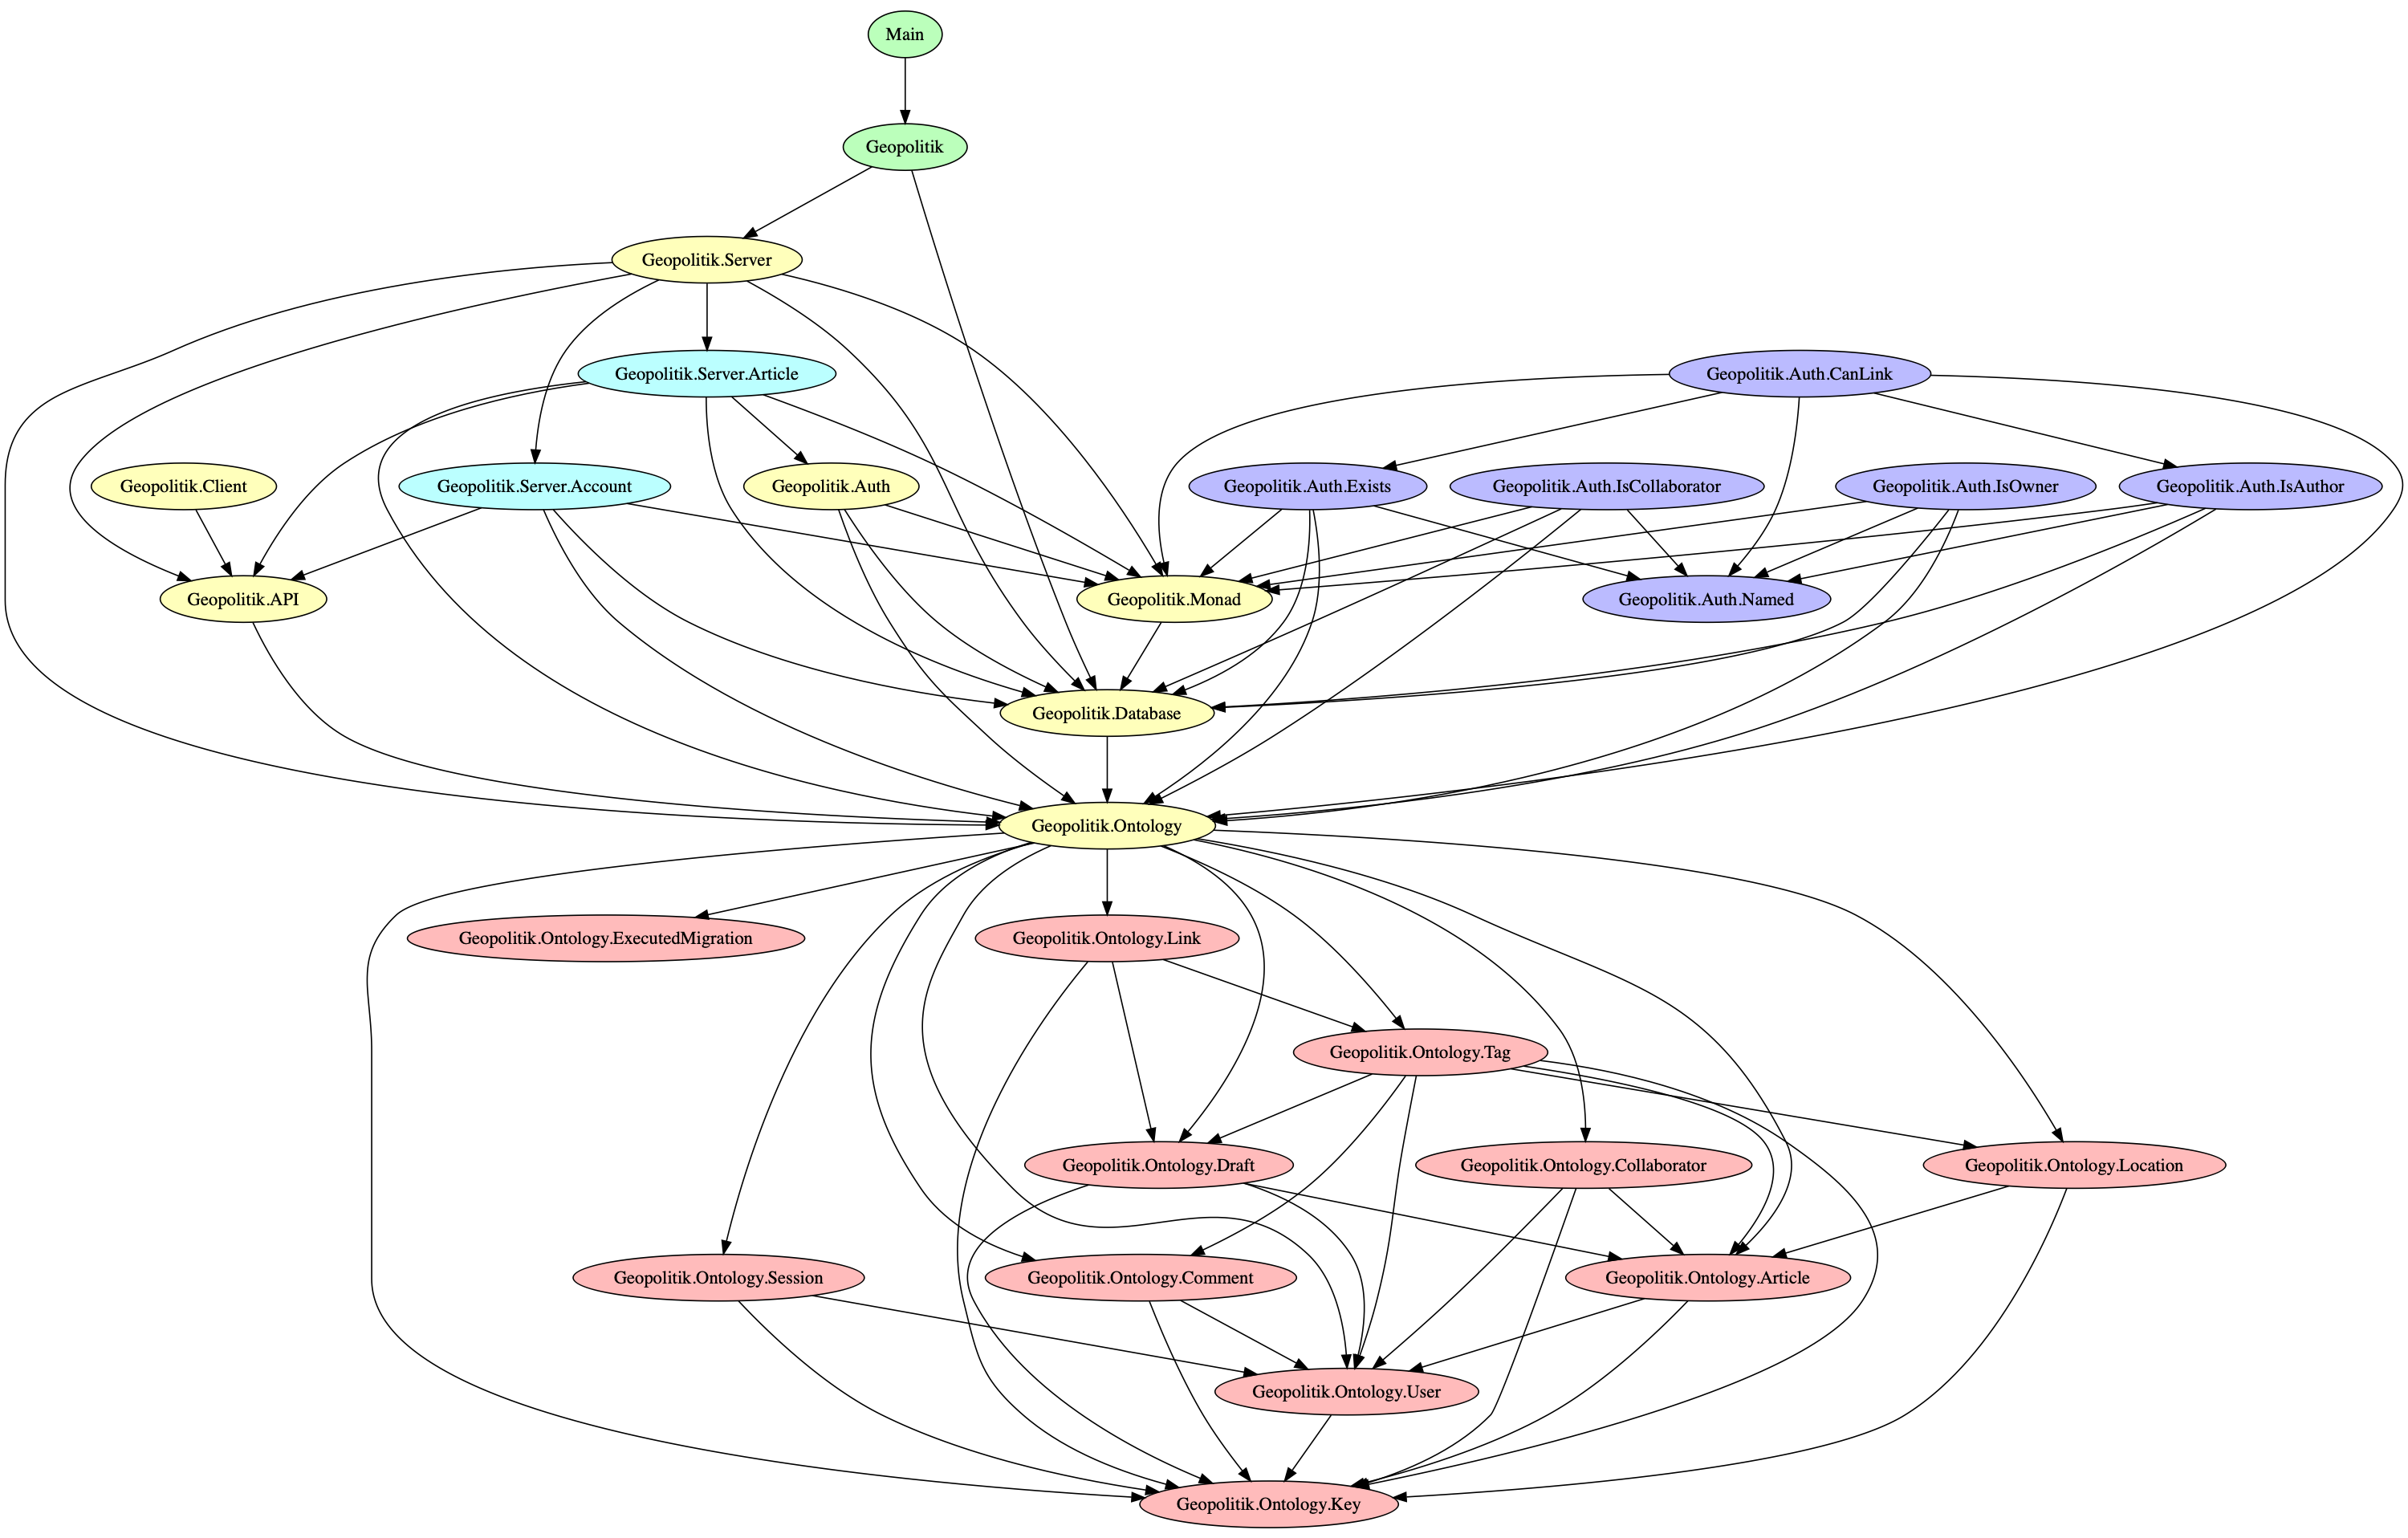 Main
Geopolitik
Geopolitik.Server
Geopolitik.Server.Article
Geopolitik.Auth.CanLink
Geopolitik.Client
Geopolitik.Server.Account
Geopolitik.Auth
Geopolitik.Auth.Exists
Geopolitik.Auth.IsCollaborator
Geopolitik.Auth.IsOwner
Geopolitik.Auth.IsAuthor
Geopolitik.API
Geopolitik.Monad
Geopolitik.Auth.Named
Geopolitik.Database
Geopolitik.Ontology
Geopolitik.Ontology.ExecutedMigration
Geopolitik.Ontology.Link
Geopolitik.Ontology.Tag
Geopolitik.Ontology.Draft
Geopolitik.Ontology.Collaborator
Geopolitik.Ontology.Location
Geopolitik.Ontology.Session
Geopolitik.Ontology.Comment
Geopolitik.Ontology.Article
Geopolitik.Ontology.User
Geopolitik.Ontology.Key